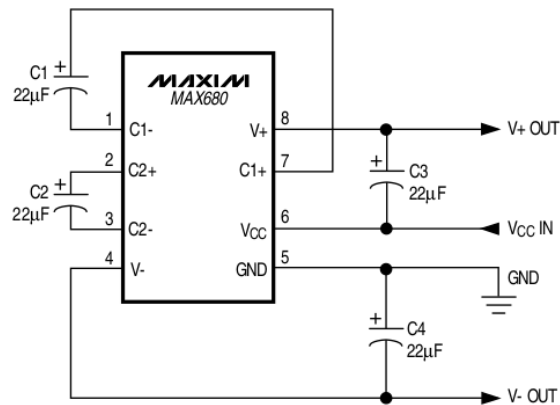 C1
+
22μF
MAXIM
MAX680
1
C1-
V+
8
V+ OUT
2
C2+
C1+
7
+
C3
22μF
C2
+
22μF
3
C2-
VCC
6
VCC IN
4
V-
GND
5
GND
+
C4
22μF
V- OUT